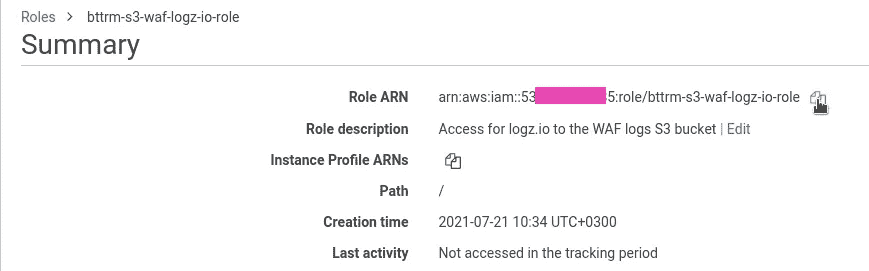 Roles > bttrm-s3-waf-logz-io-role
Summary
Role ARN arn:aws:iam::53 5:role/bttrm-s3-waf-logz-io-role
Role description Access for logz.io to the WAF logs S3 bucket | Edit
Instance Profile ARNs
Path /
Creation time 2021-07-21 10:34 UTC+0300
Last activity Not accessed in the tracking period